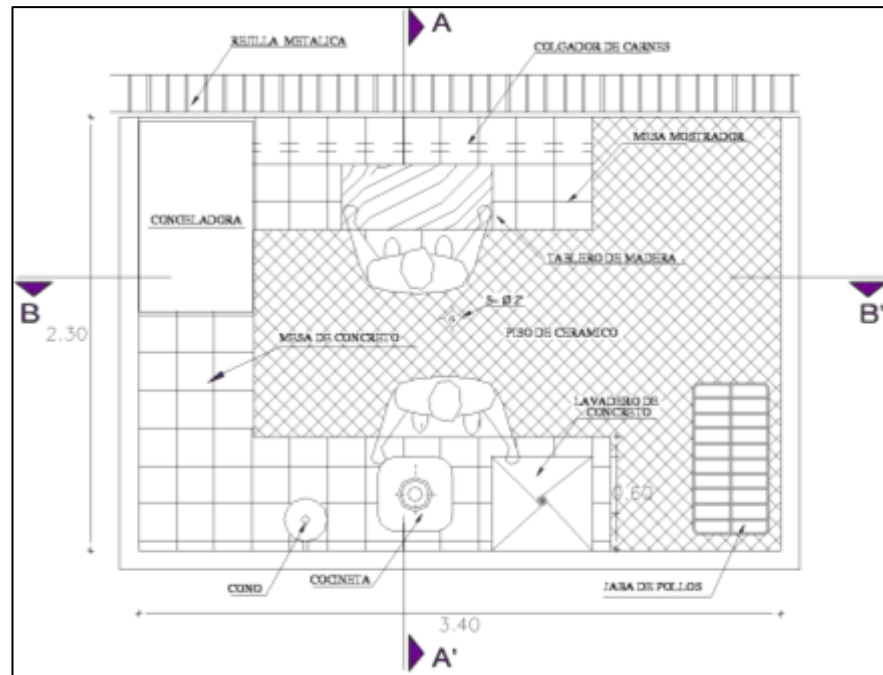 A
REJILLA METALICA
COLGADOR DE CARNES
MESA MOSTRADOR
CONGELADORA
TABLERO DE MADERA
B
B'
S- Ø 2"
2.30
MESA DE CONCRETO
PISO DE CERAMICO
LAVADERO DE
CONCRETO
0.60
CONO
COCINETA
JABA DE POLLOS
3.40
A'